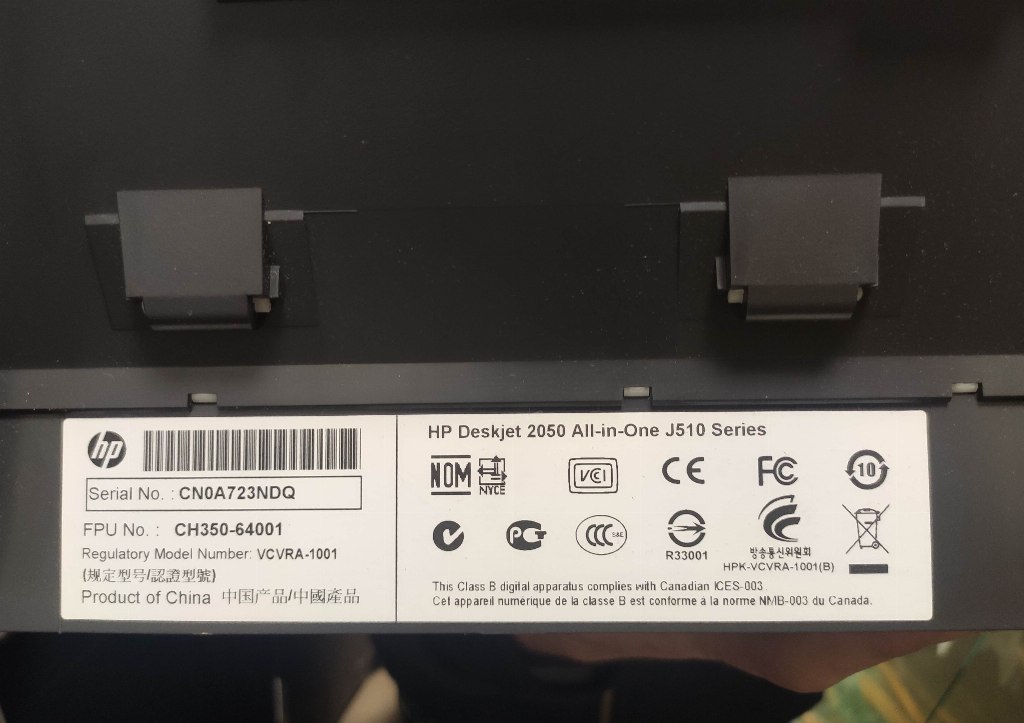 hp
Serial No. : CN0A723NDQ
FPU No. : CH350-64001
Regulatory Model Number: VCVRA-1001
(规定型号/認證型號)
Product of China 中国产品/中國產品
HP Deskjet 2050 All-in-One J510 Series
NOM NYCE VCI CE FC 10
PG CCC S&E R33001
방송통신위원회
HPK-VCVRA-1001(B)
This Class B digital apparatus complies with Canadian ICES-003.
Cet appareil numérique de la classe B est conforme à la norme NMB-003 du Canada.